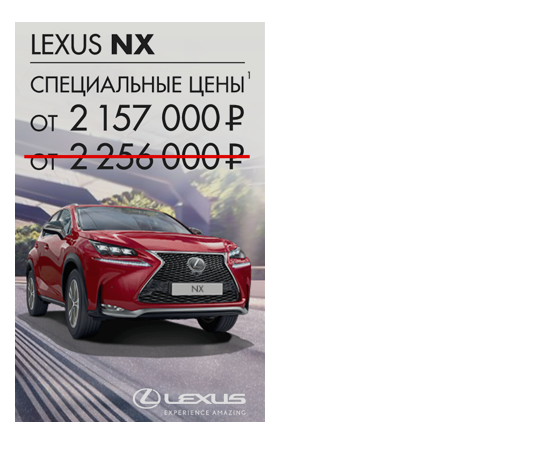 LEXUS NX
СПЕЦИАЛЬНЫЕ ЦЕНЫ¹
ОТ 2 157 000 ₽
ОТ 2 256 000 ₽
NX
LEXUS
EXPERIENCE AMAZING